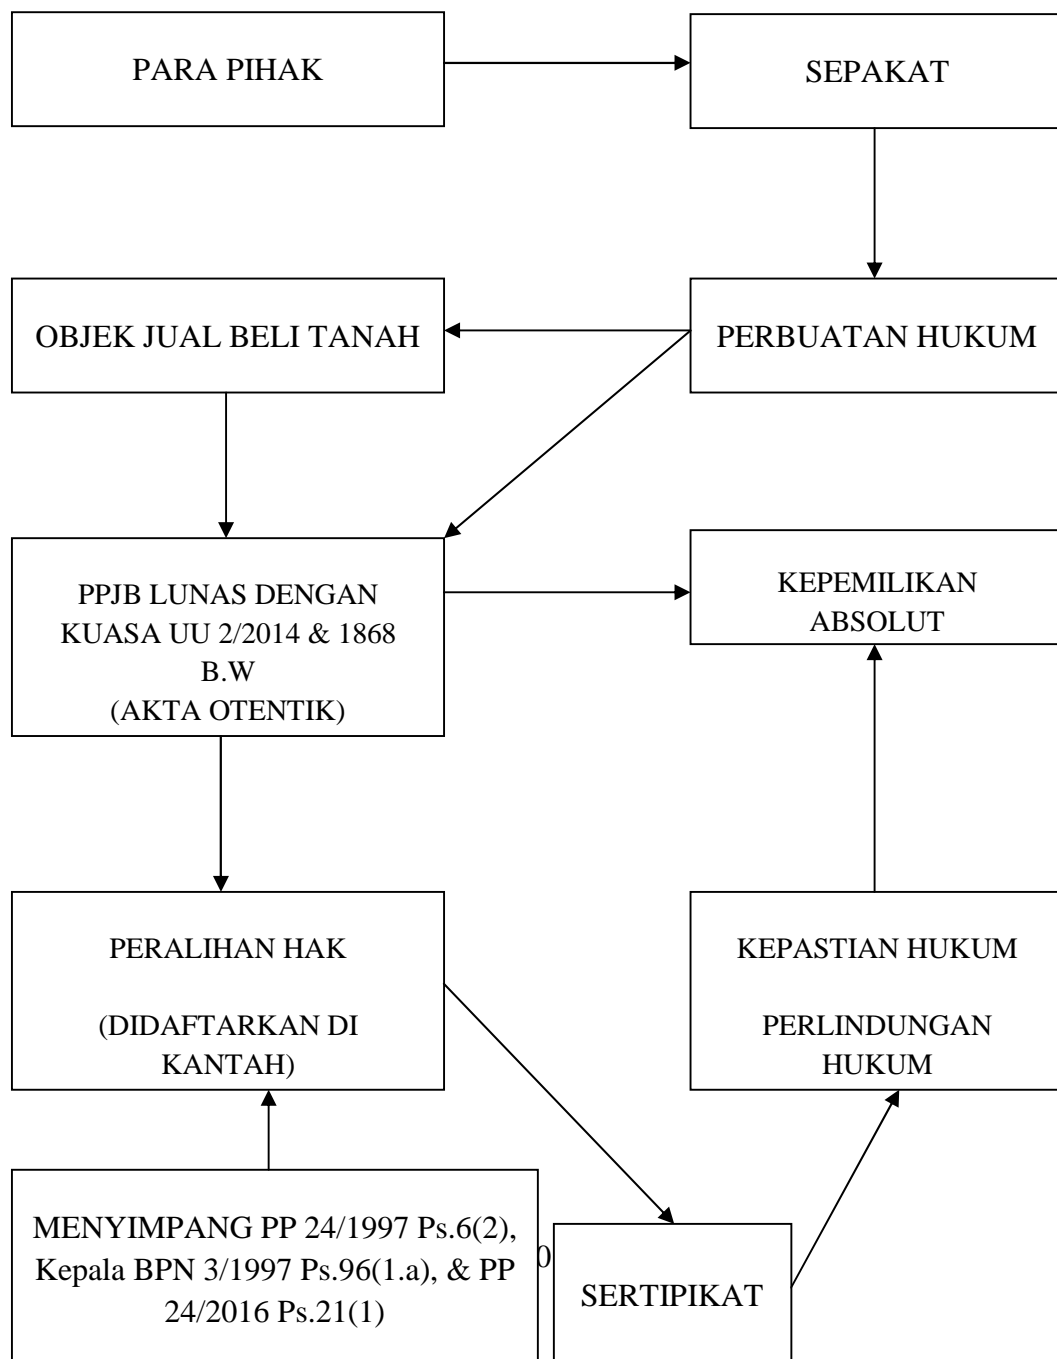 PARA PIHAK
SEPAKAT
OBJEK JUAL BELI TANAH
PERBUATAN HUKUM
PPJB LUNAS DENGAN
KUASA UU 2/2014 & 1868
B.W
(AKTA OTENTIK)
KEPEMILIKAN
ABSOLUT
PERALIHAN HAK
(DIDAFTARKAN DI
KANTAH)
KEPASTIAN HUKUM
PERLINDUNGAN
HUKUM
MENYIMPANG PP 24/1997 Ps.6(2),
Kepala BPN 3/1997 Ps.96(1.a), & PP
24/2016 Ps.21(1)
0
SERTIPIKAT